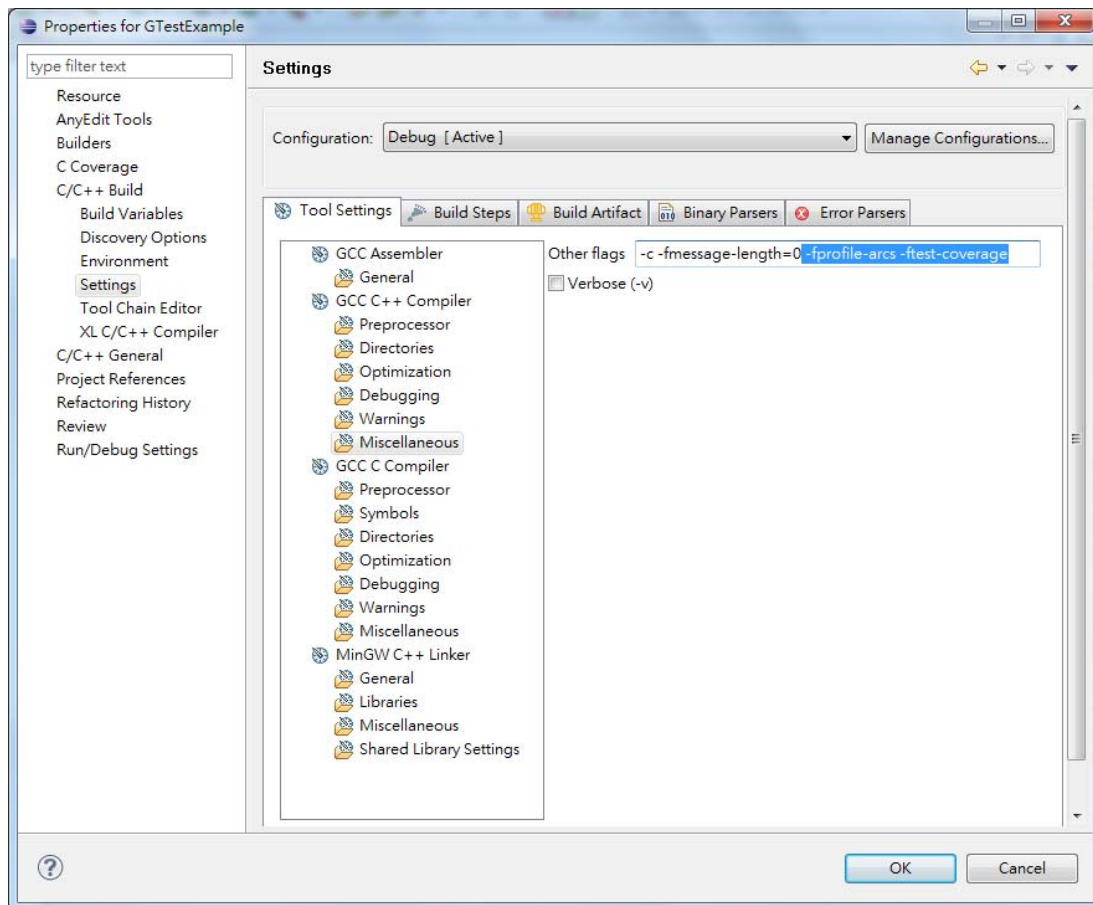 Properties for GTestExample
type filter text
Resource
AnyEdit Tools
Builders
C Coverage
C/C++ Build
Build Variables
Discovery Options
Environment
Settings
Tool Chain Editor
XL C/C++ Compiler
C/C++ General
Project References
Refactoring History
Review
Run/Debug Settings
Settings
Configuration: Debug [ Active ] Manage Configurations...
Tool Settings Build Steps Build Artifact Binary Parsers Error Parsers
GCC Assembler
General
GCC C++ Compiler
Preprocessor
Directories
Optimization
Debugging
Warnings
Miscellaneous
GCC C Compiler
Preprocessor
Symbols
Directories
Optimization
Debugging
Warnings
Miscellaneous
MinGW C++ Linker
General
Libraries
Miscellaneous
Shared Library Settings
Other flags -c -fmessage-length=0 -fprofile-arcs -ftest-coverage
Verbose (-v)
OK Cancel